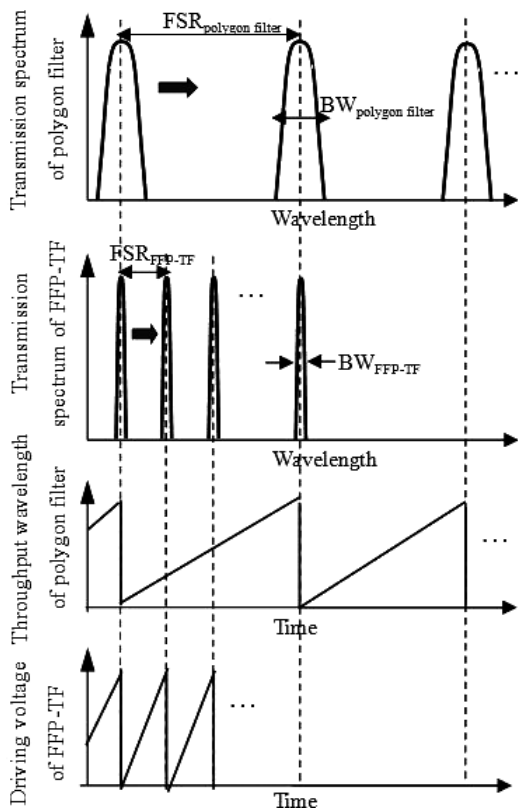 Transmission spectrum
of polygon filter
FSRpolygon filter
BWpolygon filter
...
Wavelength
Transmission
spectrum of FFP-TF
FSRFFP-TF
...
BWFFP-TF
Wavelength
Throughput wavelength
of polygon filter
...
Time
Driving voltage
of FFP-TF
...
Time